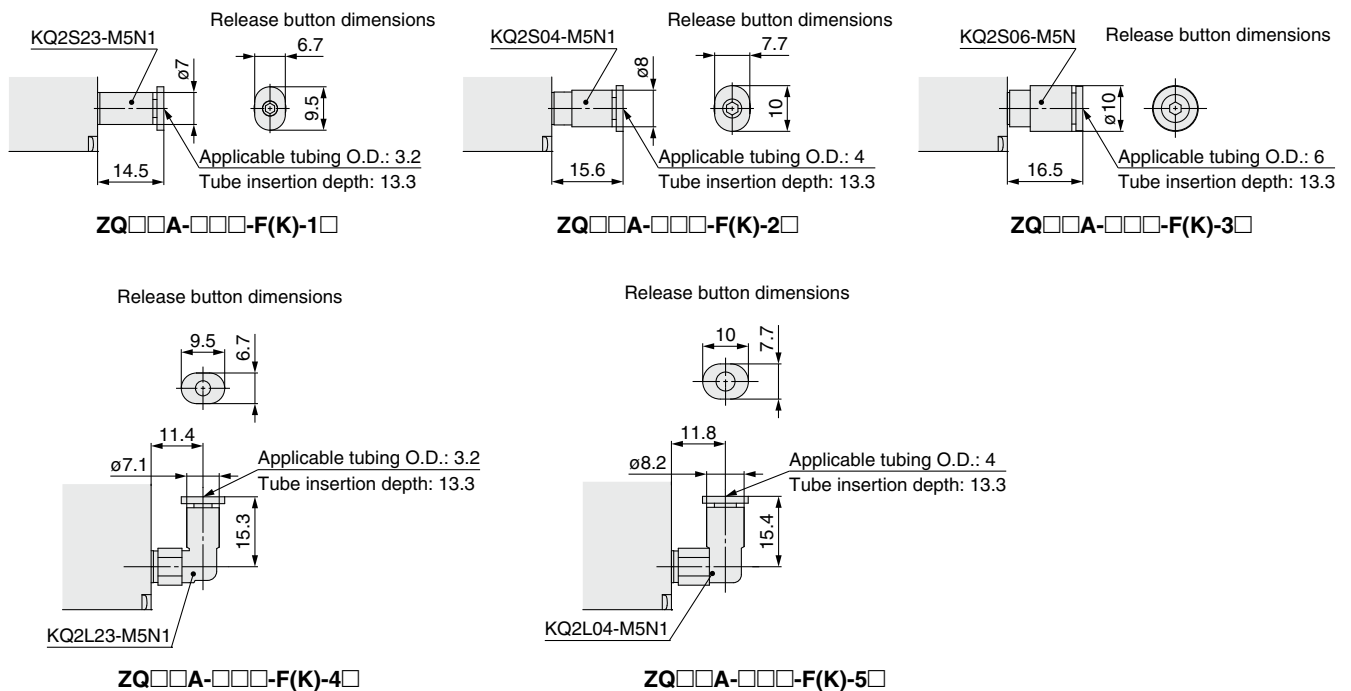 Release button dimensions
KQ2S23-M5N1
6.7
ø7
9.5
Applicable tubing O.D.: 3.2
14.5
Tube insertion depth: 13.3
ZQ□□A-□□□-F(K)-1□
Release button dimensions
KQ2S04-M5N1
7.7
ø8
10
Applicable tubing O.D.: 4
15.6
Tube insertion depth: 13.3
ZQ□□A-□□□-F(K)-2□
KQ2S06-M5N
Release button dimensions
ø10
Applicable tubing O.D.: 6
16.5
Tube insertion depth: 13.3
ZQ□□A-□□□-F(K)-3□
Release button dimensions
9.5
6.7
11.4
ø7.1
Applicable tubing O.D.: 3.2
Tube insertion depth: 13.3
15.3
KQ2L23-M5N1
ZQ□□A-□□□-F(K)-4□
Release button dimensions
10
7.7
11.8
ø8.2
Applicable tubing O.D.: 4
Tube insertion depth: 13.3
15.4
KQ2L04-M5N1
ZQ□□A-□□□-F(K)-5□